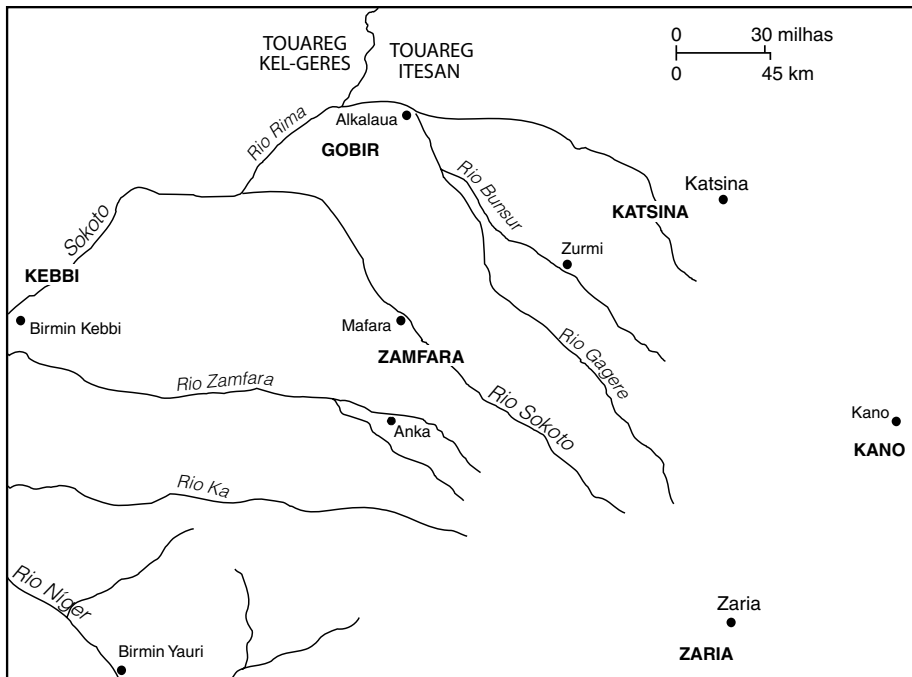 TOUAREG
KEL-GERES
TOUAREG
ITESAN
0 30 milhas
0 45 km
Rio Rima
Alkalaua
GOBIR
Rio Bunsur
Katsina
KATSINA
Sokoto
Zurmi
KEBBI
Birmin Kebbi
Mafara
ZAMFARA
Rio Gagere
Rio Zamfara
Rio Sokoto
Anka
Kano
KANO
Rio Ka
Rio Níger
Zaria
Birmin Yauri
ZARIA